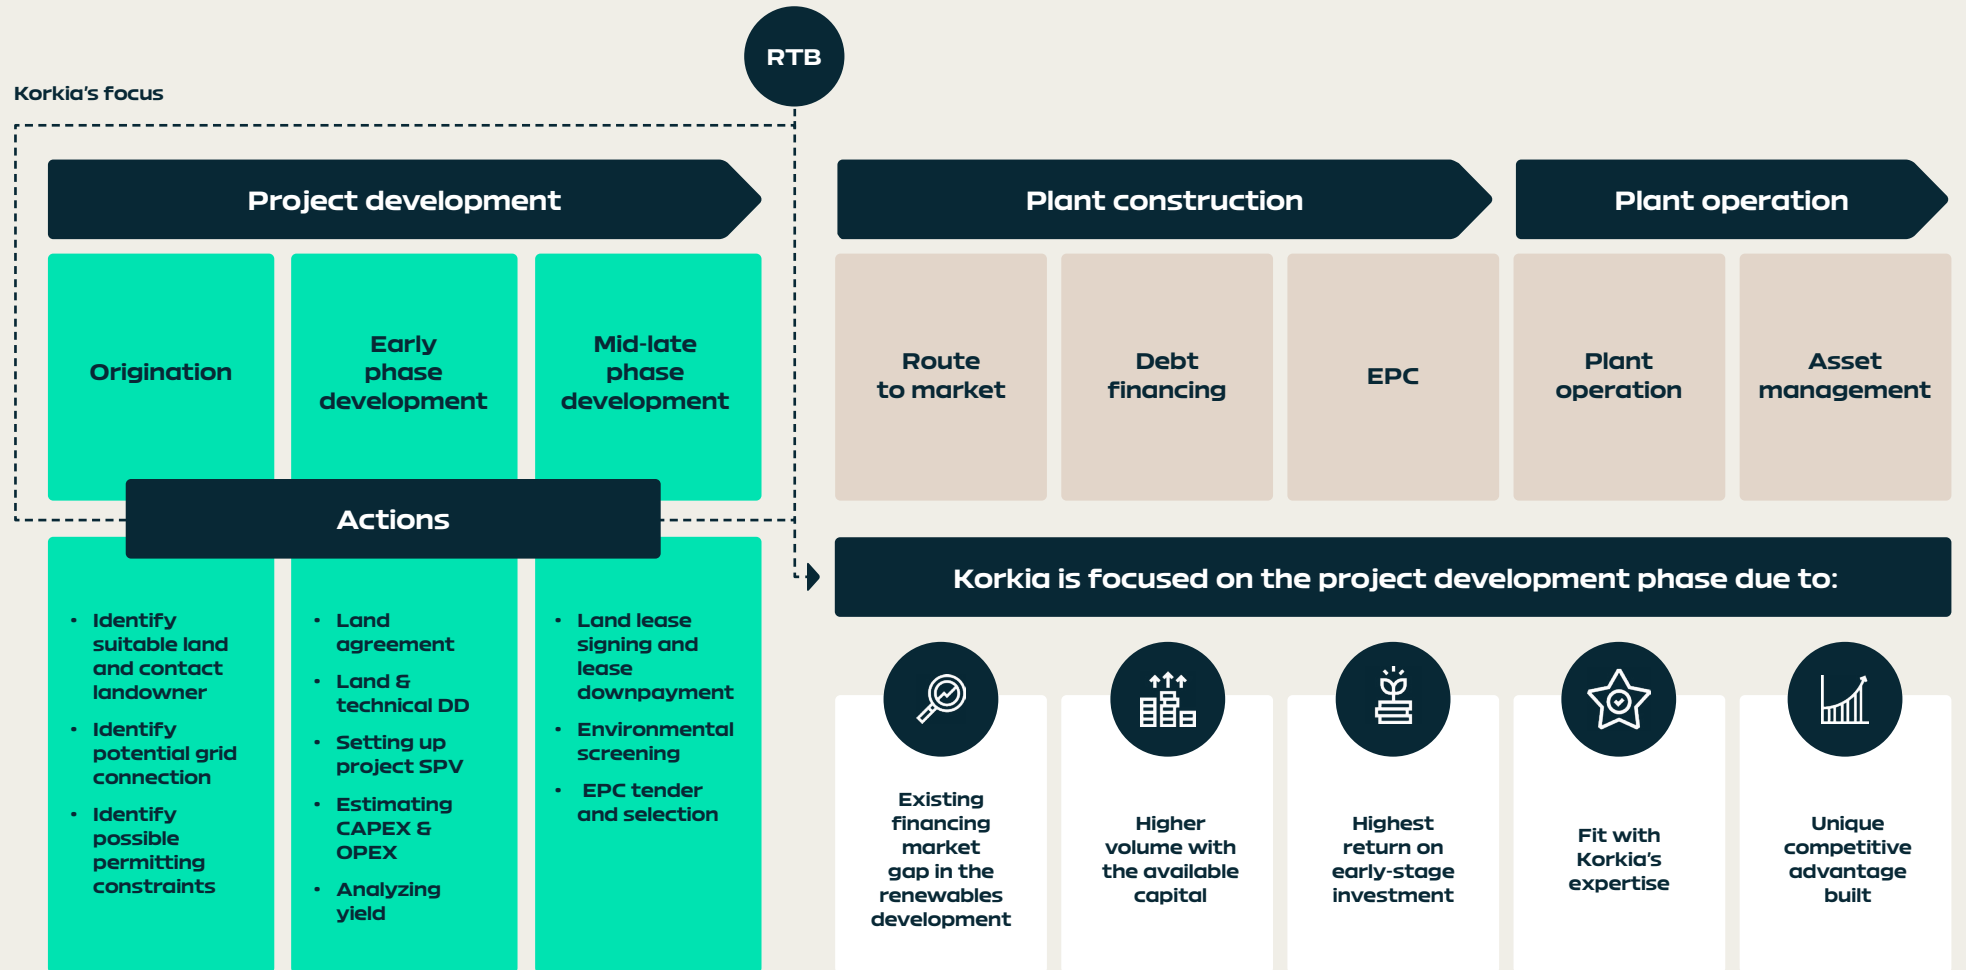 RTB
Korkia's focus
Project development
Plant construction
Plant operation
Origination
Early
phase
development
Mid-late
phase
development
Route
to market
Debt
financing
EPC
Plant
operation
Asset
management
Actions
• Identify
suitable land
and contact
landowner
• Identify
potential grid
connection
• Identify
possible
permitting
constraints
• Land
agreement
• Land &
technical DD
• Setting up
project SPV
• Estimating
CAPEX &
OPEX
• Analyzing
yield
• Land lease
signing and
lease
downpayment
• Environmental
screening
• EPC tender
and selection
Korkia is focused on the project development phase due to:
Existing
financing
market
gap in the
renewables
development
Higher
volume with
the available
capital
Highest
return on
early-stage
investment
Fit with
Korkia's
expertise
Unique
competitive
advantage
built